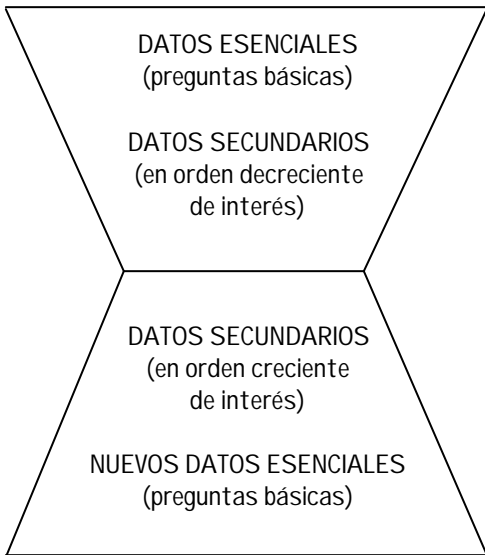 DATOS ESENCIALES
(preguntas básicas)
DATOS SECUNDARIOS
(en orden decreciente
de interés)
DATOS SECUNDARIOS
(en orden creciente
de interés)
NUEVOS DATOS ESENCIALES
(preguntas básicas)